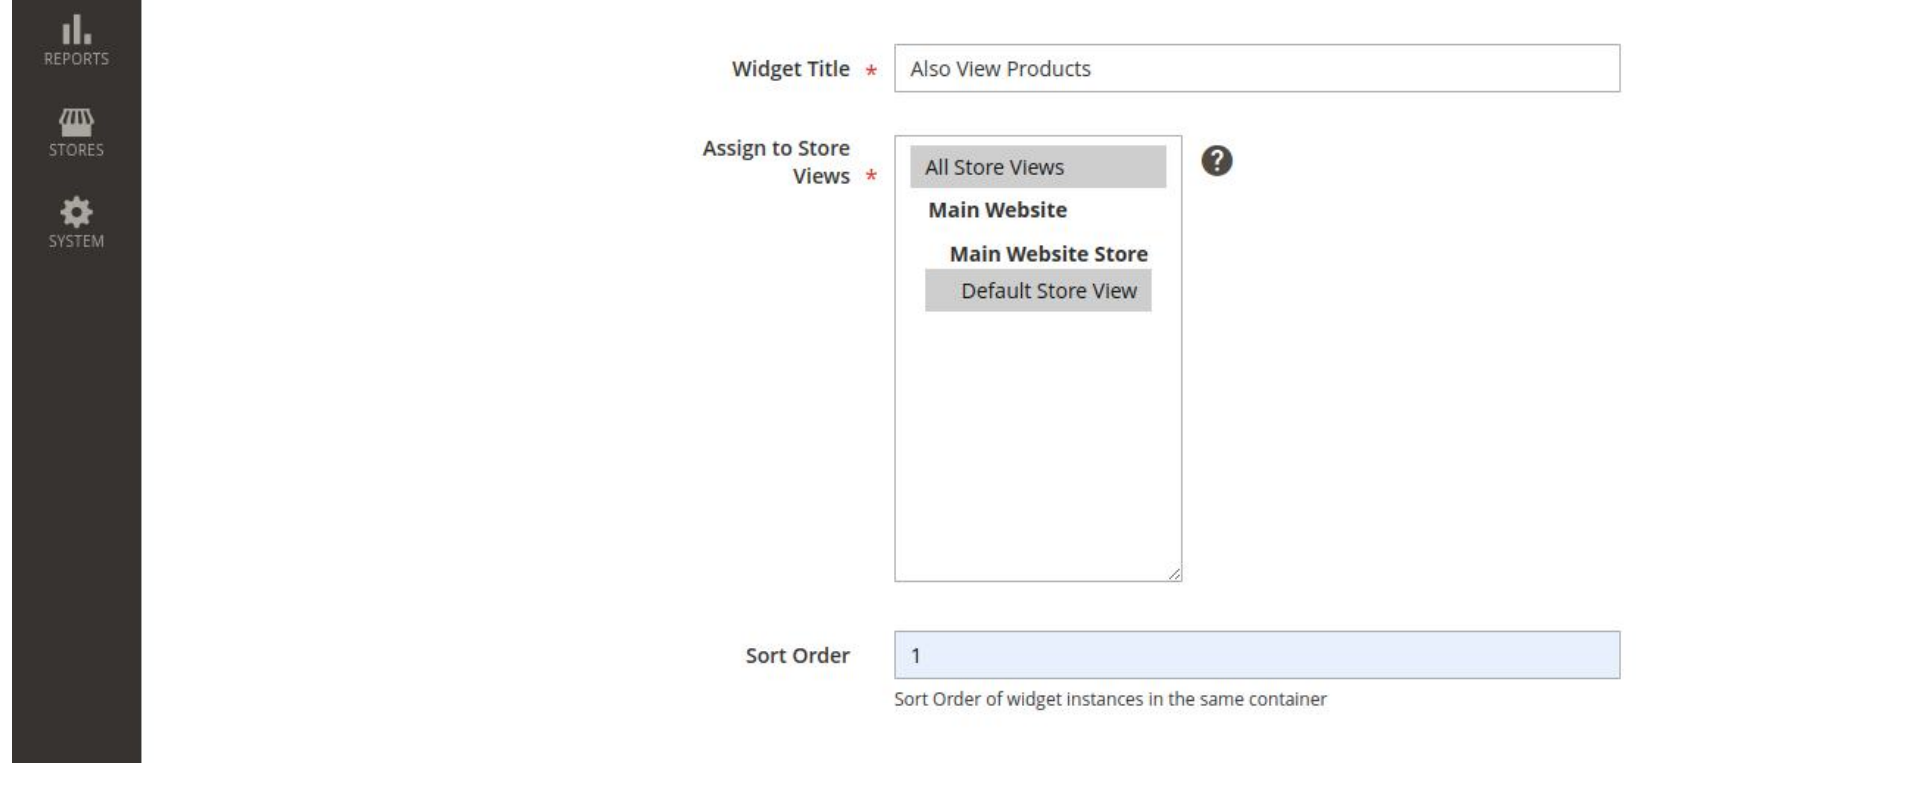 REPORTS
STORES
SYSTEM
Widget Title *
Also View Products
Assign to Store
Views *
All Store Views
?
Main Website
Main Website Store
Default Store View
Sort Order
1
Sort Order of widget instances in the same container